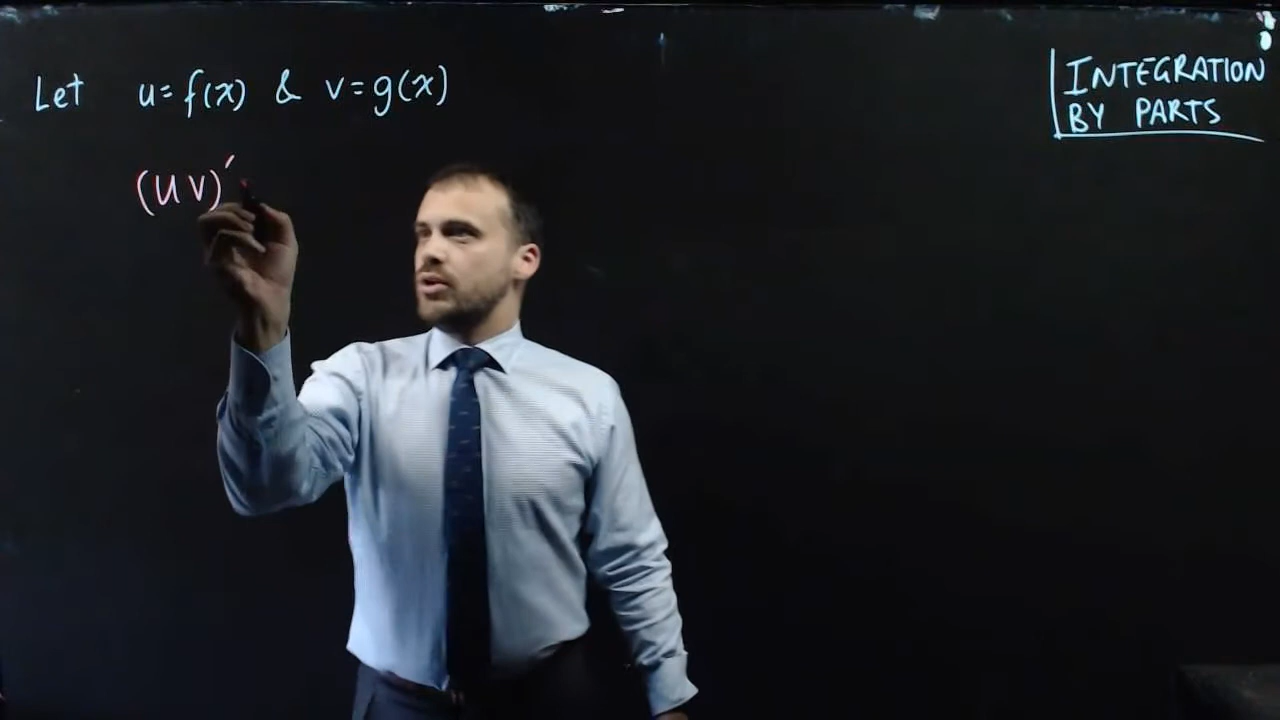 Let u=f(x) & v=g(x)
INTEGRATION
BY PARTS
(uv)′